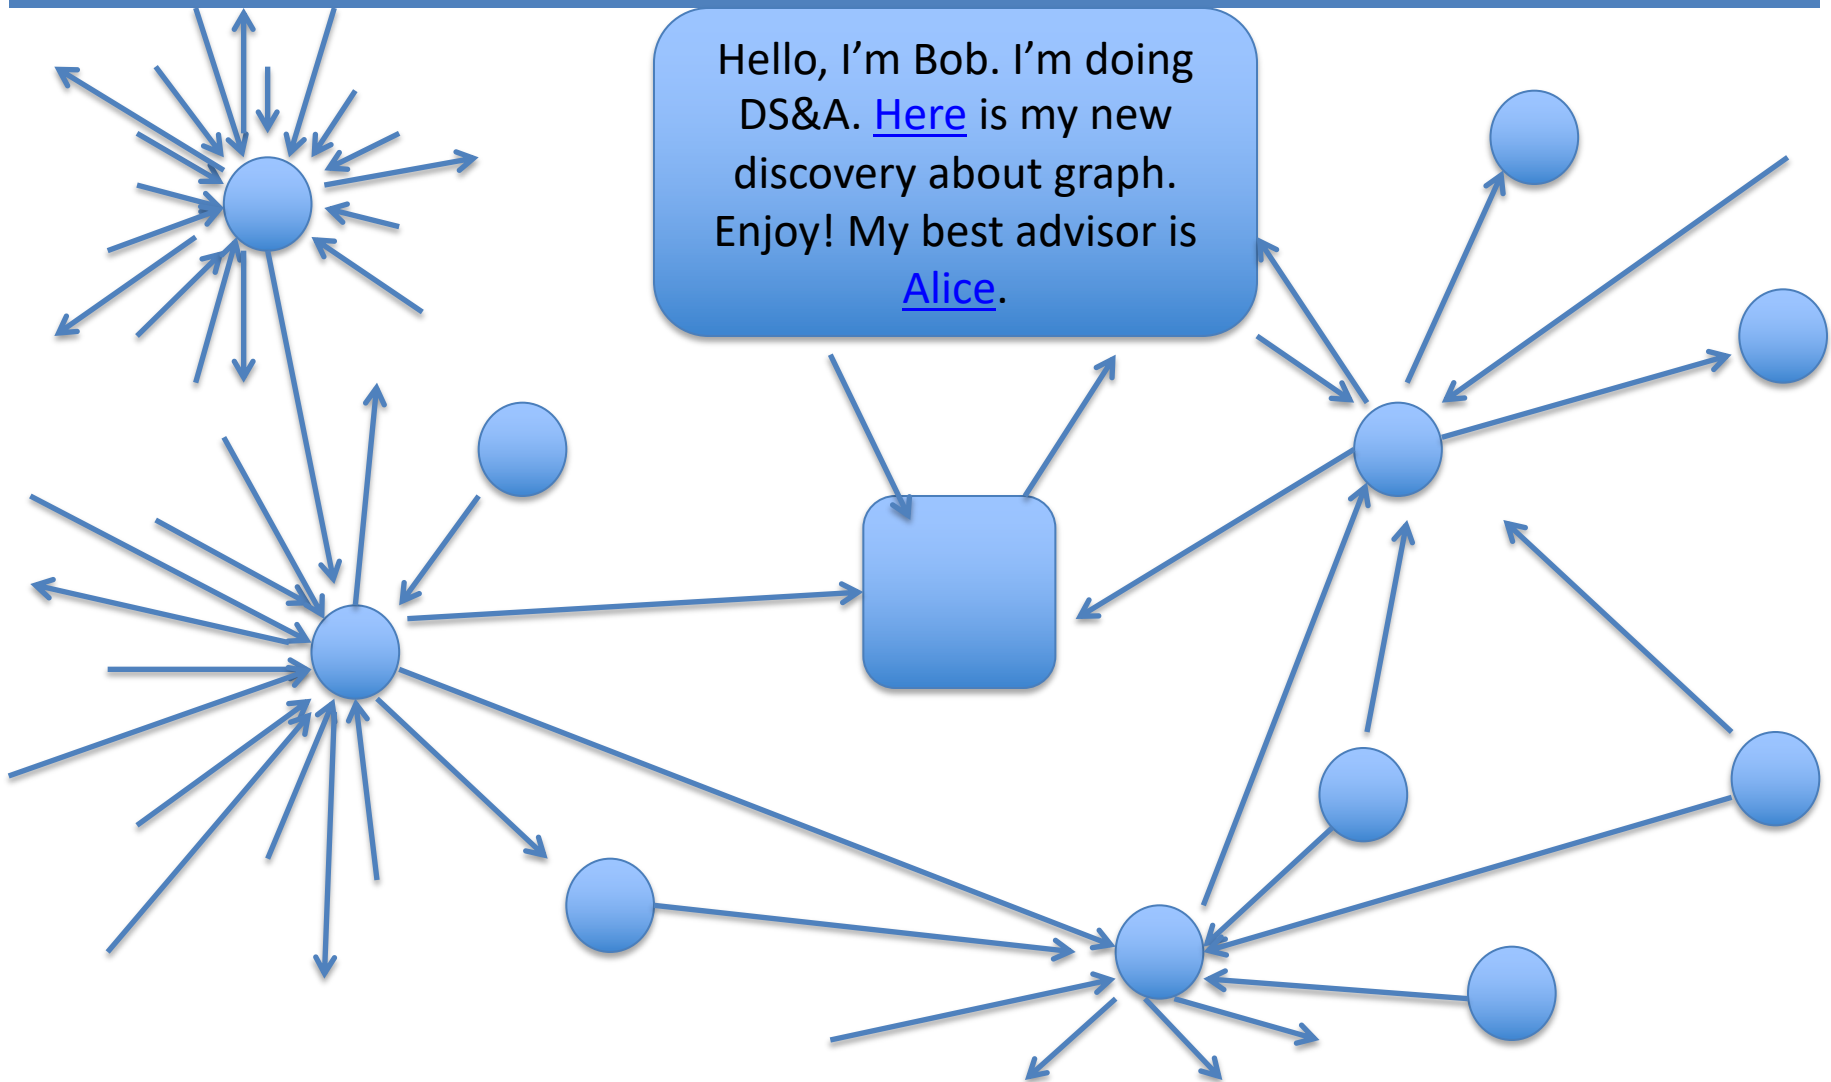 Hello, I’m Bob. I’m doing
DS&A. Here is my new
discovery about graph.
Enjoy! My best advisor is
Alice.